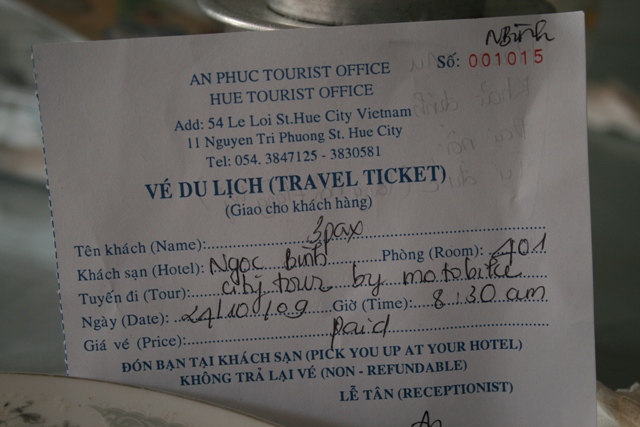 NBình
Số: 001015
AN PHUC TOURIST OFFICE
HUE TOURIST OFFICE
Add: 54 Le Loi St.Hue City Vietnam
11 Nguyen Tri Phuong St. Hue City
Tel: 054. 3847125 - 3830581
VÉ DU LỊCH (TRAVEL TICKET)
(Giao cho khách hàng)
Tên khách (Name): 3pax
Khách sạn (Hotel): Ngoc Binh Phòng (Room): 401
Tuyến đi (Tour): city tour by motobike
Ngày (Date): 24/10/09 Giờ (Time): 8:30 am
Giá vé (Price): paid
ĐÓN BẠN TẠI KHÁCH SẠN (PICK YOU UP AT YOUR HOTEL)
KHÔNG TRẢ LẠI VÉ (NON - REFUNDABLE)
LỄ TÂN (RECEPTIONIST)